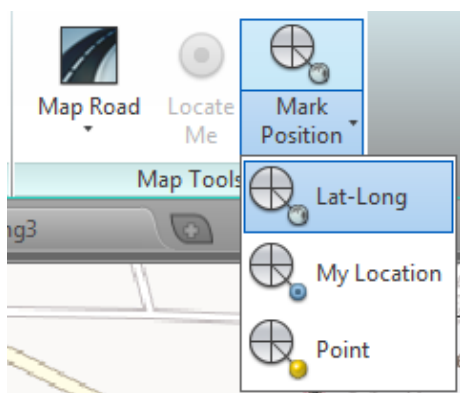 Map Road
Locate
Me
Mark
Position
Map Tools
ng3
Lat-Long
My Location
Point